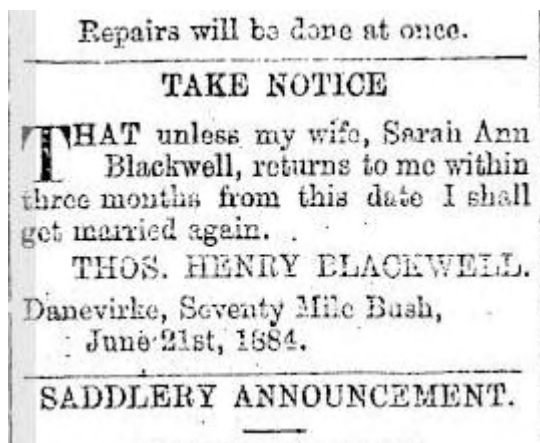 Repairs will be done at once.
TAKE NOTICE
THAT unless my wife, Sarah Ann
Blackwell, returns to me within
three months from this date I shall
get married again.
THOS. HENRY BLACKWELL.
Danevirke, Seventy Mile Bush,
June 21st, 1884.
SADDLERY ANNOUNCEMENT.